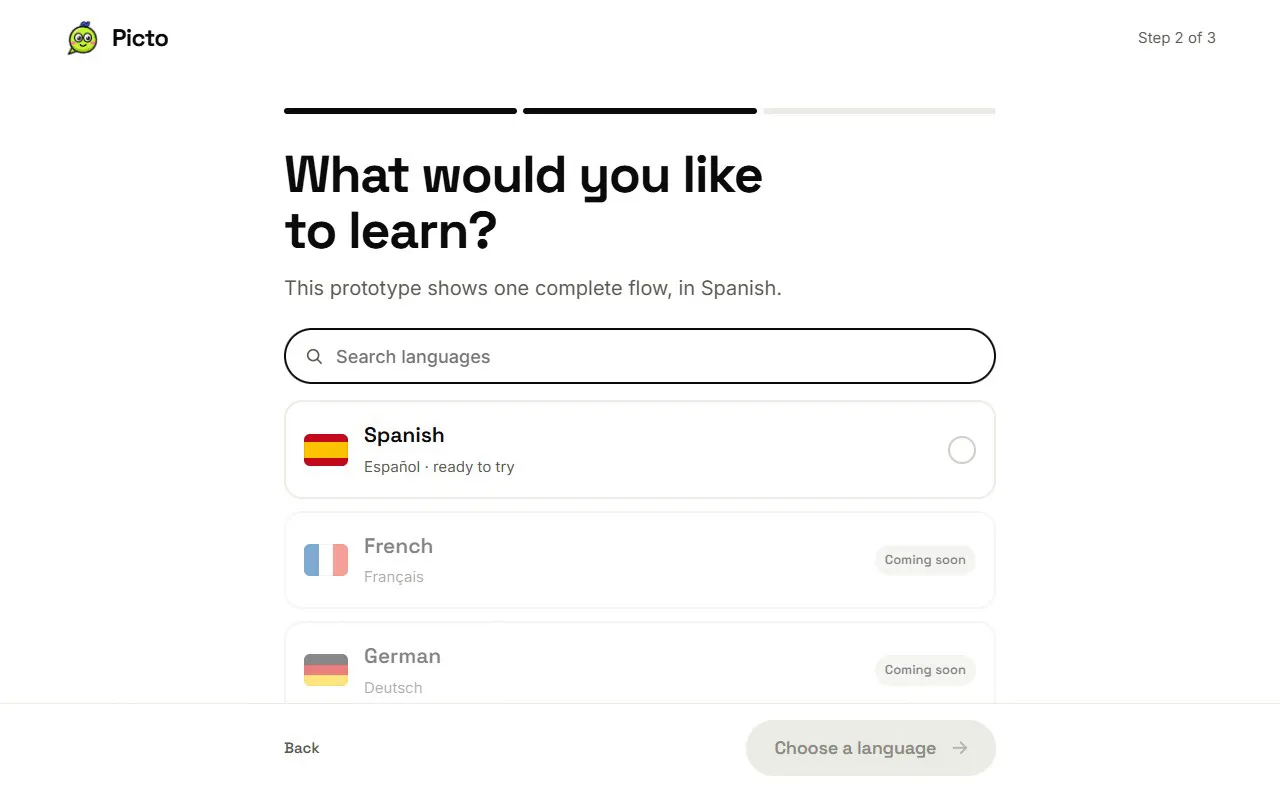 Picto
Step 2 of 3
What would you like
to learn?
This prototype shows one complete flow, in Spanish.
Search languages
Spanish
Español · ready to try
French
Français
Coming soon
German
Deutsch
Coming soon
Back
Choose a language